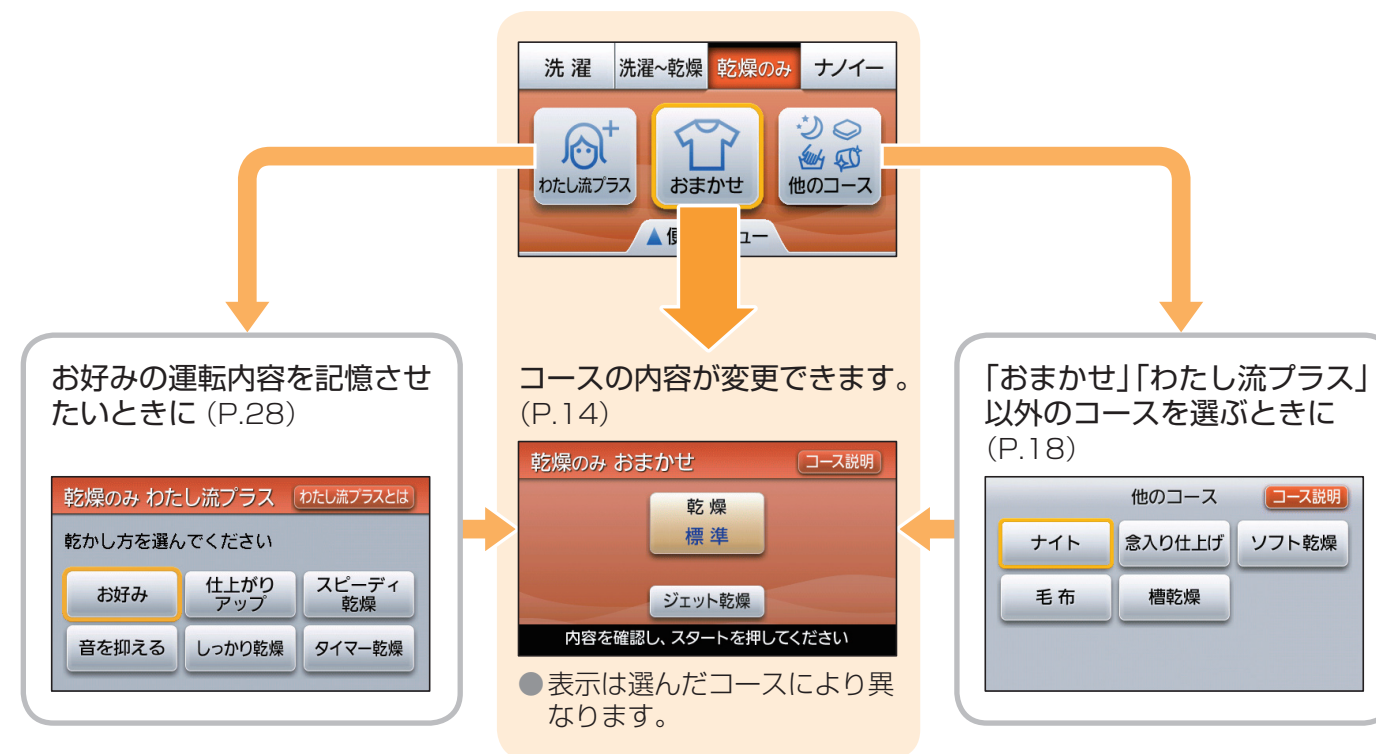 洗 濯
洗濯~乾燥
乾燥のみ
ナノイー
わたし流プラス
おまかせ
他のコース
お好みの運転内容を記憶させ
たいときに (P.28)
乾燥のみ わたし流プラス
わたし流プラスとは
乾かし方を選んでください
お好み
仕上がり
アップ
スピーディ
乾燥
音を抑える
しっかり乾燥
タイマー乾燥
コースの内容が変更できます。
(P.14)
乾燥のみ おまかせ
コース説明
乾 燥
標 準
ジェット乾燥
内容を確認し、スタートを押してください
●表示は選んだコースにより異
なります。
「おまかせ」「わたし流プラス」
以外のコースを選ぶときに
(P.18)
他のコース
コース説明
ナイト
念入り仕上げ
ソフト乾燥
毛 布
槽乾燥